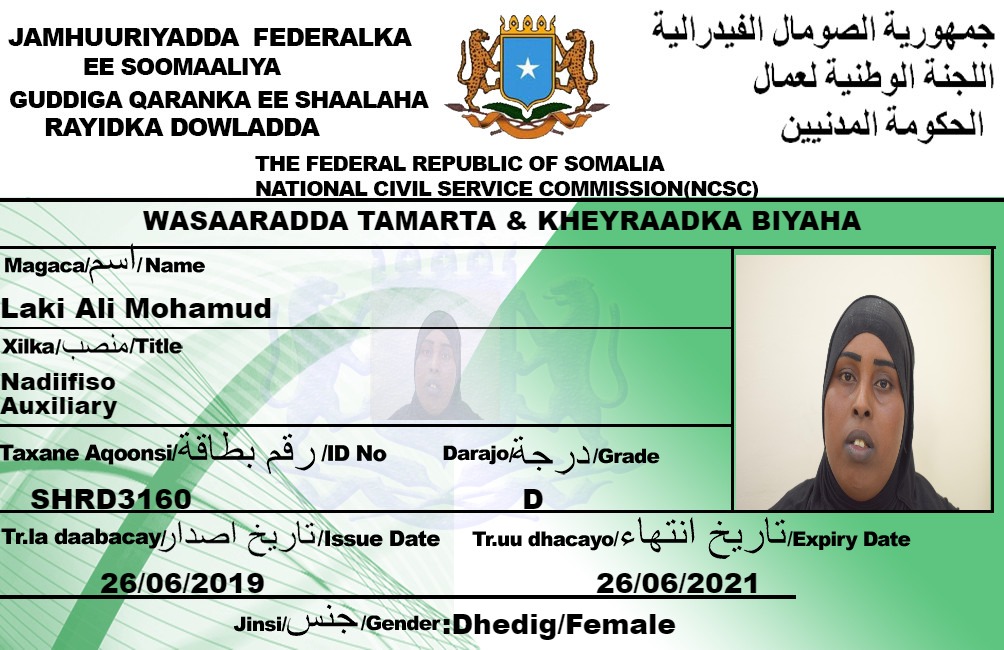 JAMHUURIYADDA FEDERALKA
EE SOOMAALIYA
GUDDIGA QARANKA EE SHAALAHA
RAYIDKA DOWLADDA
جمهورية الصومال الفيدرالية
اللجنة الوطنية لعمال
الحكومة المدنيين
THE FEDERAL REPUBLIC OF SOMALIA
NATIONAL CIVIL SERVICE COMMISSION(NCSC)
WASAARADDA TAMARTA & KHEYRAADKA BIYAHA
Magaca/اسم/Name
Laki Ali Mohamud
Xilka/منصب/Title
Nadiifiso
Auxiliary
Taxane Aqoonsi/رقم بطاقة/ID No
SHRD3160
Darajo/درجة/Grade
D
Tr.la daabacay/تاريخ اصدار/Issue Date
26/06/2019
Tr.uu dhacayo/تاريخ انتهاء/Expiry Date
26/06/2021
Jinsi/جنس/Gender:Dhedig/Female